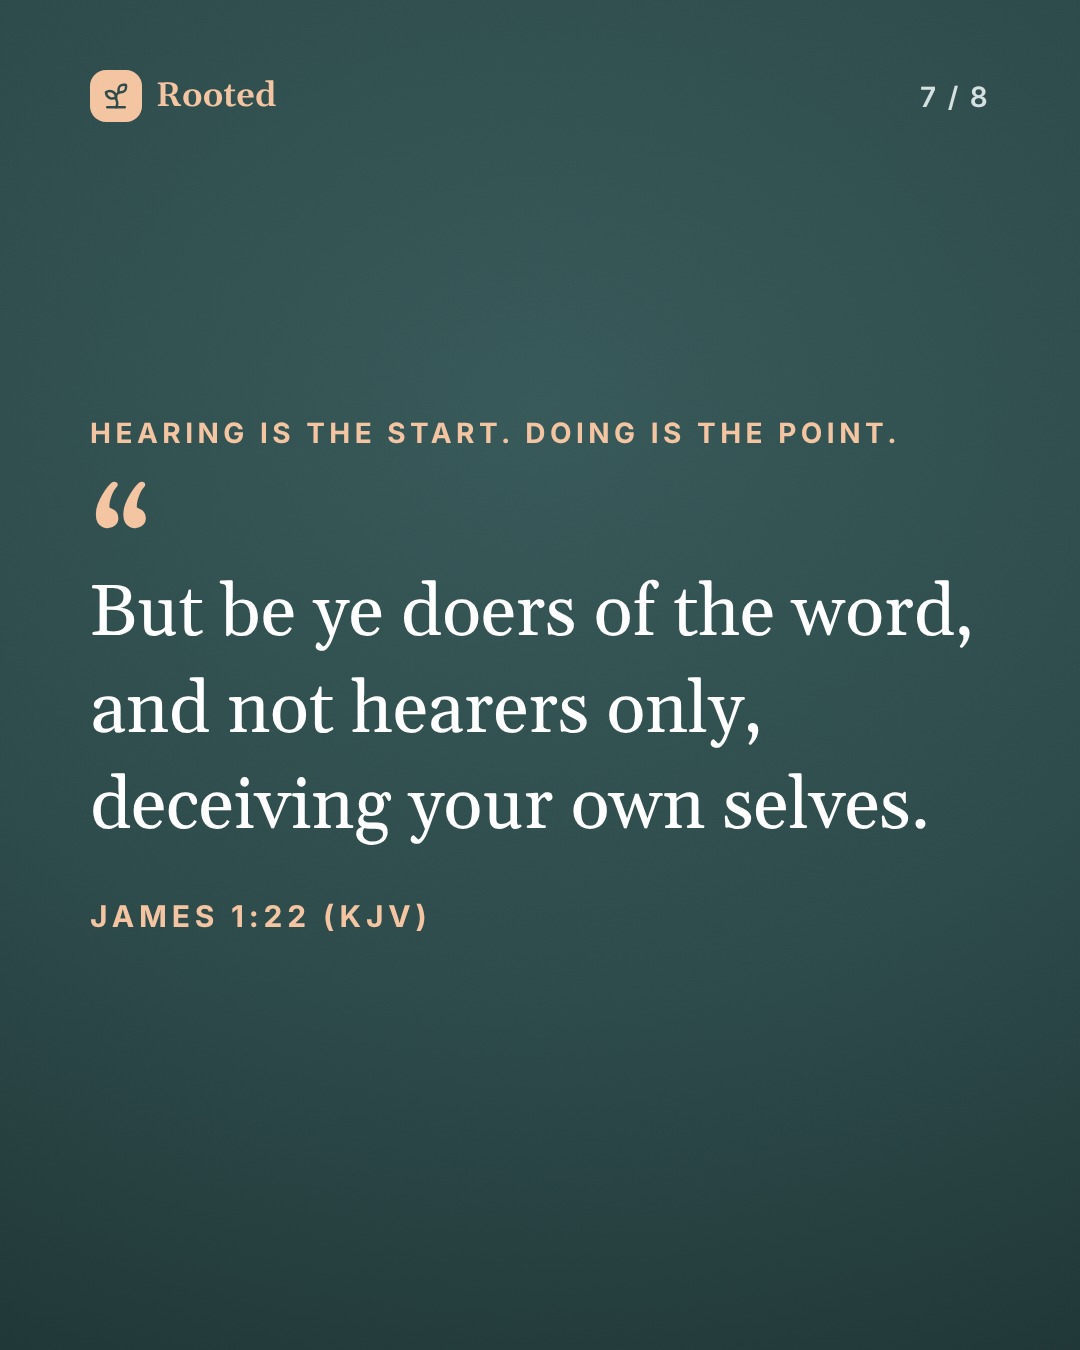 Rooted
7 / 8
HEARING IS THE START. DOING IS THE POINT.
“
But be ye doers of the word,
and not hearers only,
deceiving your own selves.
JAMES 1:22 (KJV)